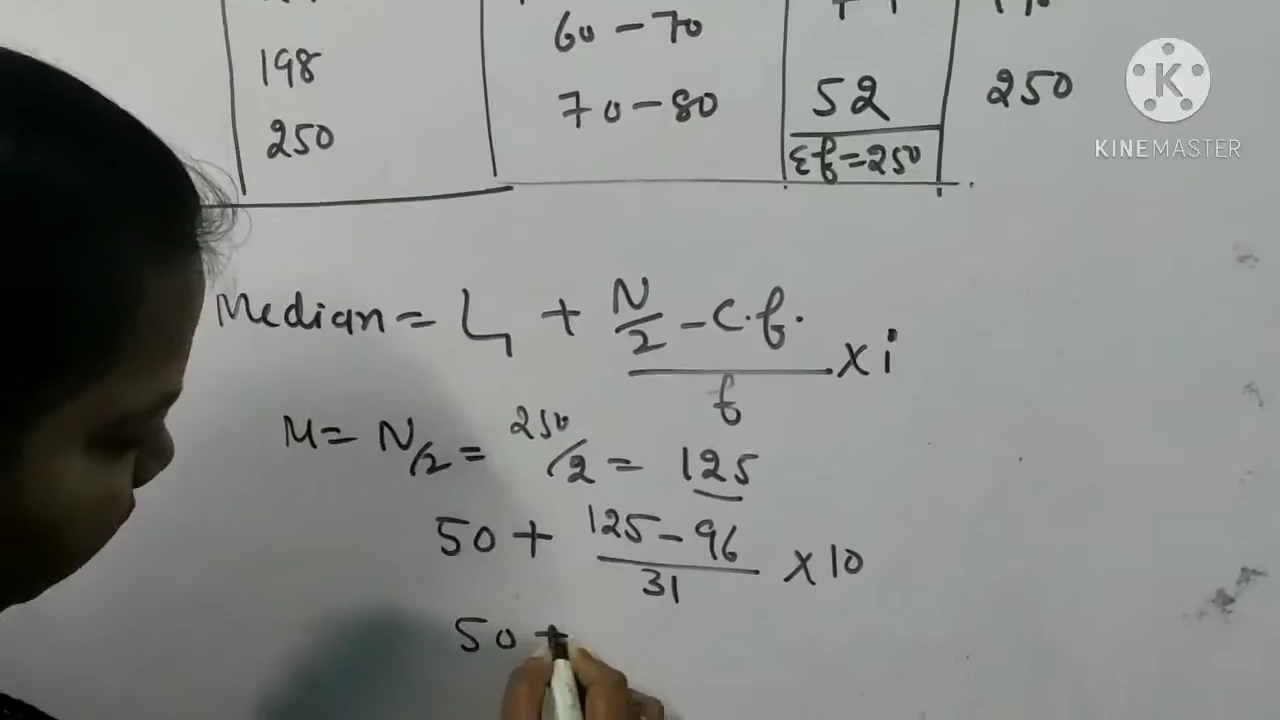 60-70
198 70-80 52 250
250 Σf=250
K
KINEMASTER
Median = L1 + N/2 - c.f. / f x i
M = N/2 = 250/2 = 125
50 + 125-96 / 31 x 10
50 +